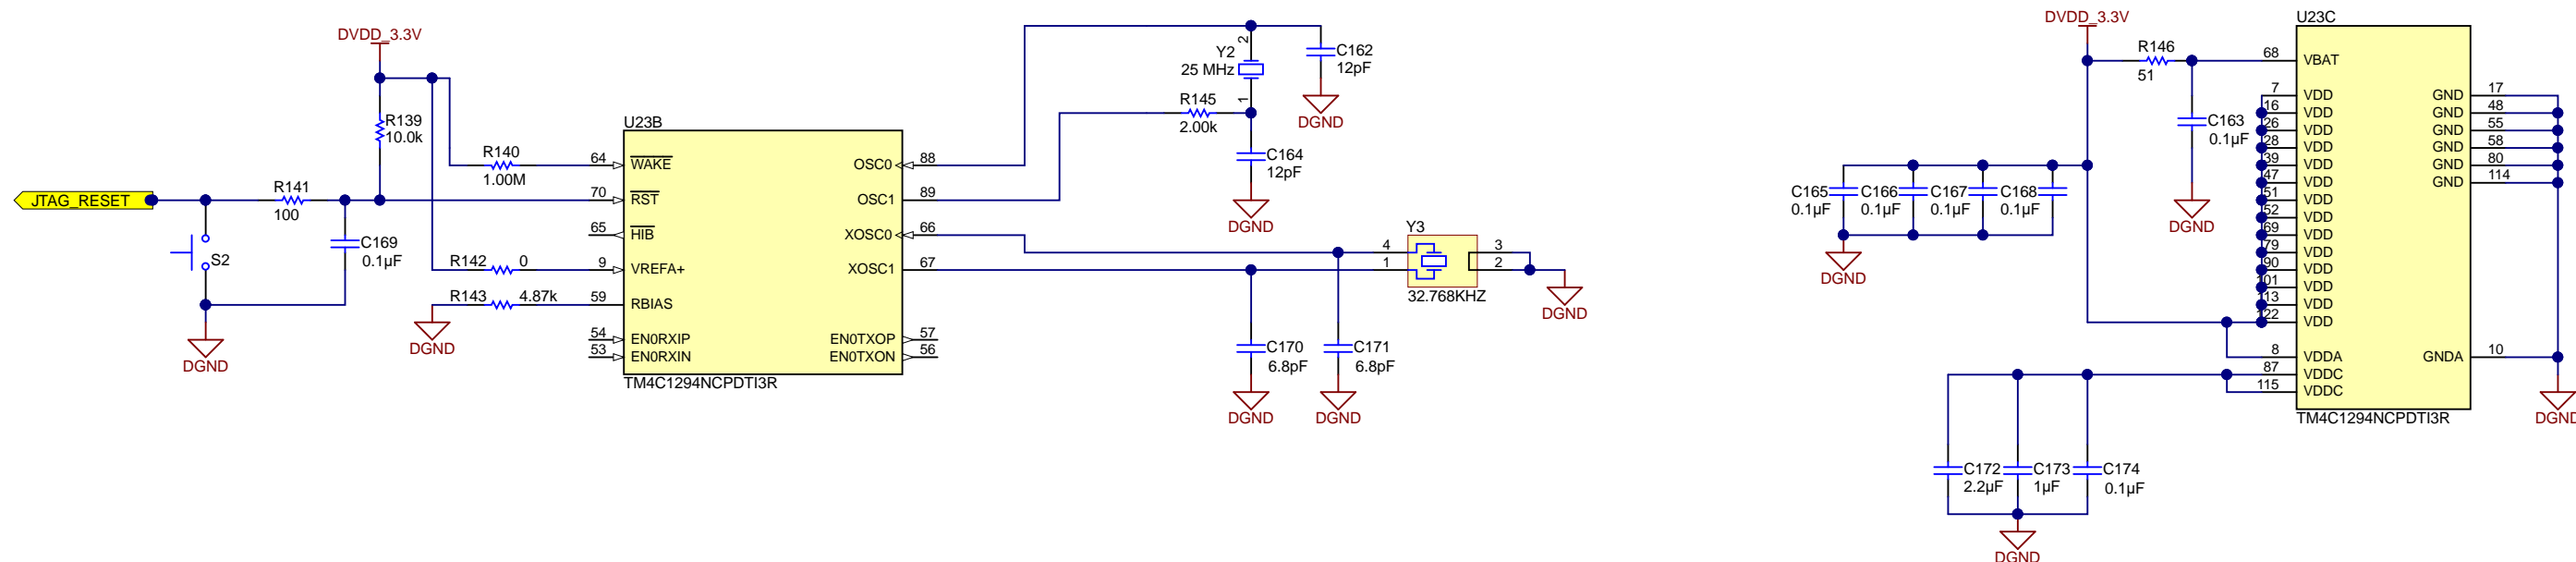 DVDD_3.3V
R139
10.0k
R140
1.00M
JTAG_RESET
R141
100
C169
0.1µF
S2
DGND
R142
0
R143
4.87k
DGND
U23B
64
WAKE
70
RST
65
HIB
9
VREFA+
59
RBIAS
54
EN0RXIP
53
EN0RXIN
OSC0
88
OSC1
89
XOSC0
66
XOSC1
67
EN0TXOP
57
EN0TXON
56
TM4C1294NCPDTI3R
2
Y2
25 MHz
1
C162
12pF
DGND
R145
2.00k
C164
12pF
DGND
Y3
4
1
3
2
32.768KHZ
DGND
C170
6.8pF
DGND
C171
6.8pF
DGND
DVDD_3.3V
R146
51
C163
0.1µF
DGND
C165
0.1µF
C166
0.1µF
C167
0.1µF
C168
0.1µF
DGND
U23C
68
VBAT
7
VDD
16
VDD
26
VDD
28
VDD
39
VDD
47
VDD
51
VDD
52
VDD
69
VDD
79
VDD
90
VDD
101
VDD
113
VDD
122
VDD
8
VDDA
87
VDDC
115
VDDC
GND
17
GND
48
GND
55
GND
58
GND
80
GND
114
GNDA
10
TM4C1294NCPDTI3R
DGND
C172
2.2µF
C173
1µF
C174
0.1µF
DGND